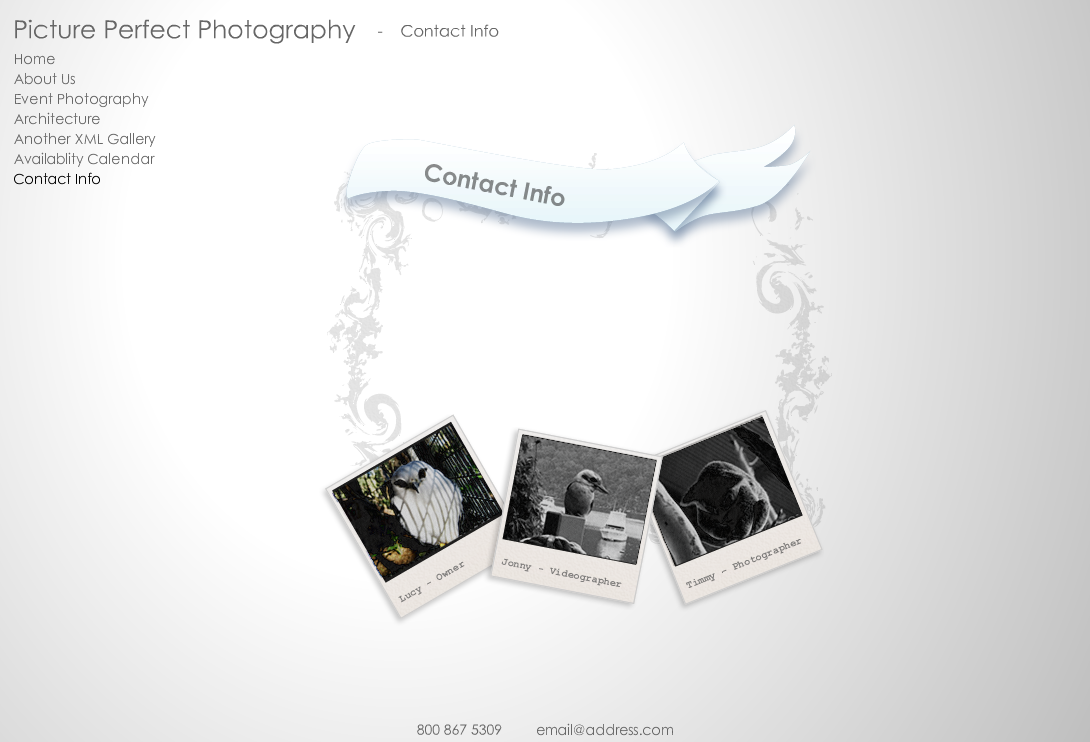 Picture Perfect Photography - Contact Info
Home
About Us
Event Photography
Architecture
Another XML Gallery
Availablity Calendar
Contact Info
Contact Info
Lucy - Owner
Jonny - Videographer
Timmy - Photographer
800 867 5309 email@address.com